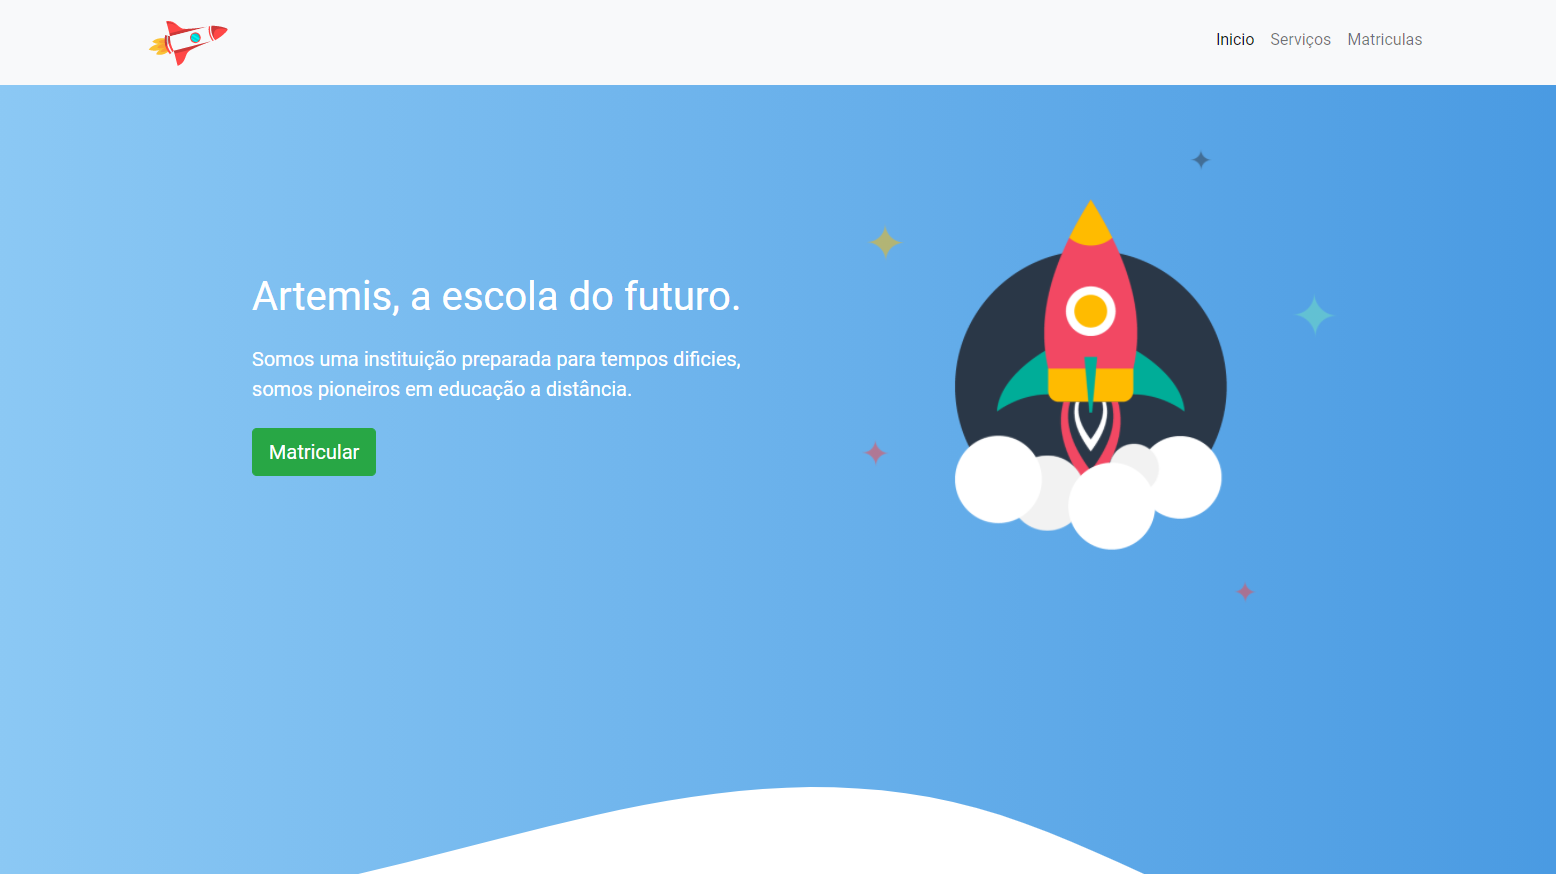 Inicio Serviços Matriculas
Artemis, a escola do futuro.
Somos uma instituição preparada para tempos dificies,
somos pioneiros em educação a distância.
Matricular